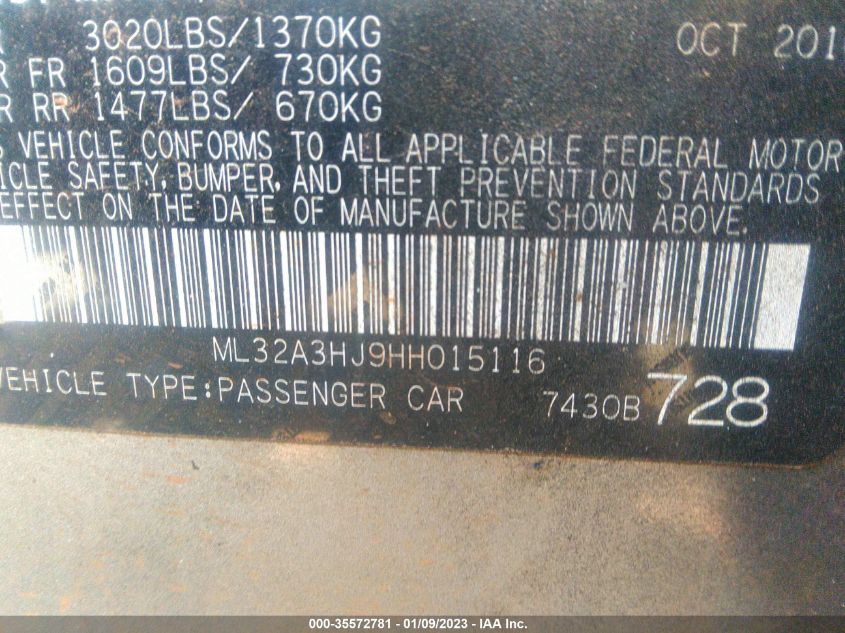 3020LBS/1370KG OCT 201
R FR 1609LBS/ 730KG
R RR 1477LBS/ 670KG
S VEHICLE CONFORMS TO ALL APPLICABLE FEDERAL MOTOR
ICLE SAFETY, BUMPER, AND THEFT PREVENTION STANDARDS
EFFECT ON THE DATE OF MANUFACTURE SHOWN ABOVE.
ML32A3HJ9HH015116
VEHICLE TYPE:PASSENGER CAR 7430B 728
000-35572781 - 01/09/2023 - IAA Inc.